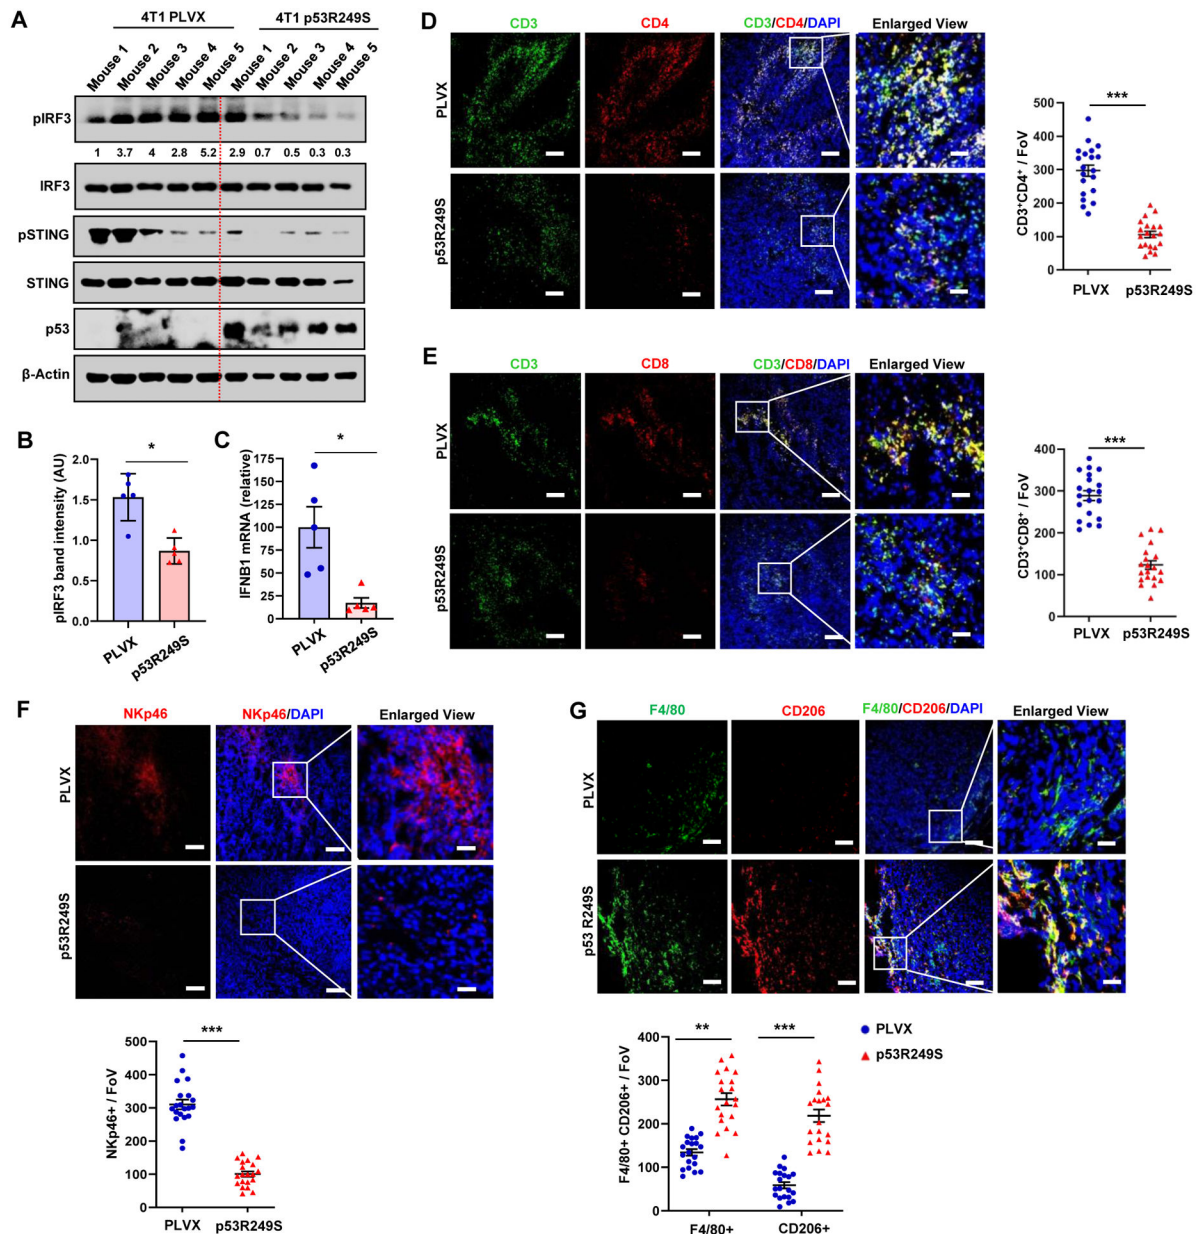 A
4T1 PLVX
4T1 p53R249S
Mouse 1
Mouse 2
Mouse 3
Mouse 4
Mouse 5
Mouse 1
Mouse 2
Mouse 3
Mouse 4
Mouse 5
pIRF3
1 3.7 4 2.8 5.2 2.9 0.7 0.5 0.3 0.3
IRF3
pSTING
STING
p53
β-Actin
B
*
pIRF3 band intensity (AU)
2.0
1.5
1.0
0.5
0.0
PLVX
p53R249S
C
*
IFNB1 mRNA (relative)
175
150
125
100
75
50
25
0
PLVX
p53R249S
D
CD3
CD4
CD3/CD4/DAPI
Enlarged View
PLVX
p53R249S
***
CD3+CD4+ / FoV
500
400
300
200
100
0
PLVX
p53R249S
E
CD3
CD8
CD3/CD8/DAPI
Enlarged View
PLVX
p53R249S
***
CD3+CD8+ / FoV
400
300
200
100
0
PLVX
p53R249S
F
NKp46
NKp46/DAPI
Enlarged View
PLVX
p53R249S
***
NKp46+ / FoV
500
400
300
200
100
0
PLVX
p53R249S
G
F4/80
CD206
F4/80/CD206/DAPI
Enlarged View
PLVX
p53 R249S
**
***
PLVX
p53R249S
F4/80+ CD206+ / FoV
400
300
200
100
0
F4/80+
CD206+